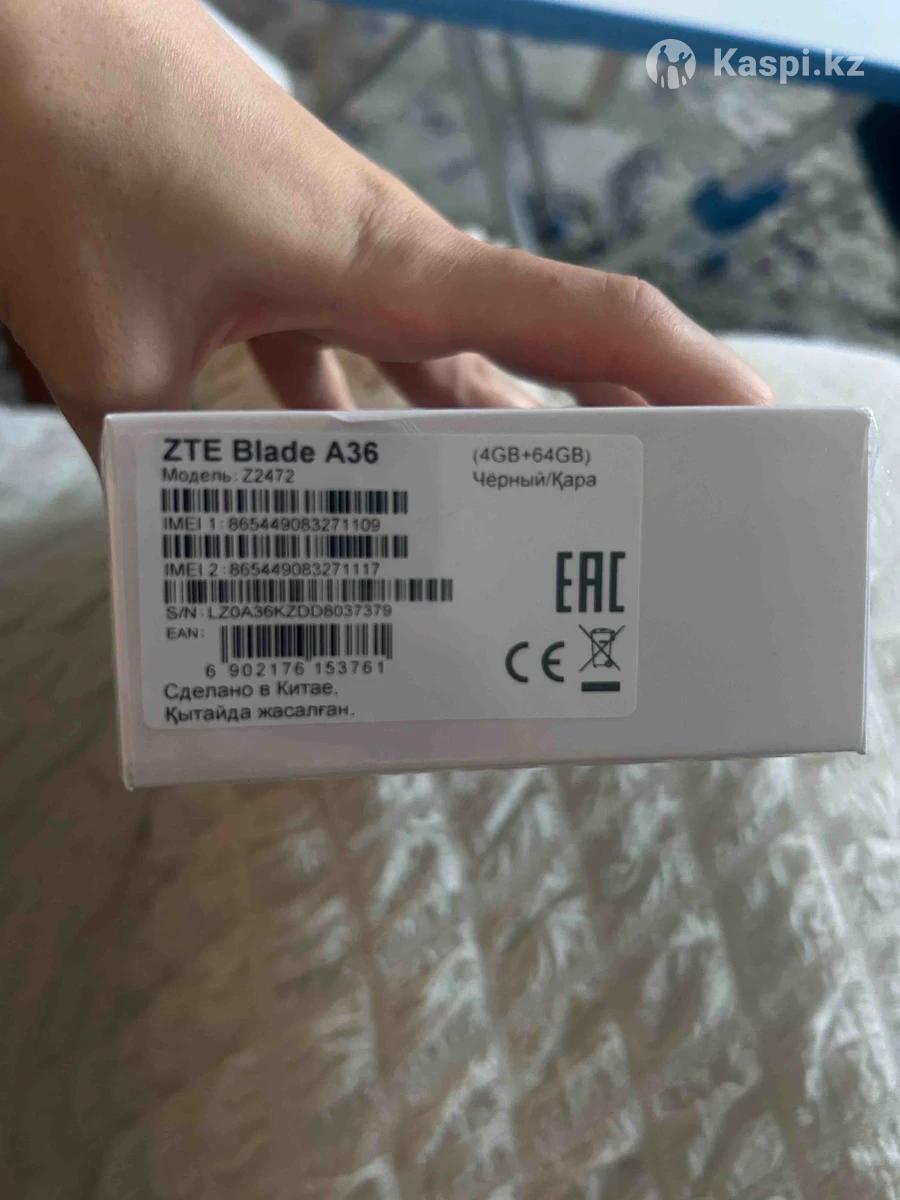 Kaspi.kz
ZTE Blade A36
(4GB+64GB)
Модель: Z2472
Чёрный/Қара
IMEI 1: 865449083271109
IMEI 2: 865449083271117
S/N: LZ0A36KZDD8037379
EAN:
6 902176 153761
EAC
CE
Сделано в Китае.
Қытайда жасалған.